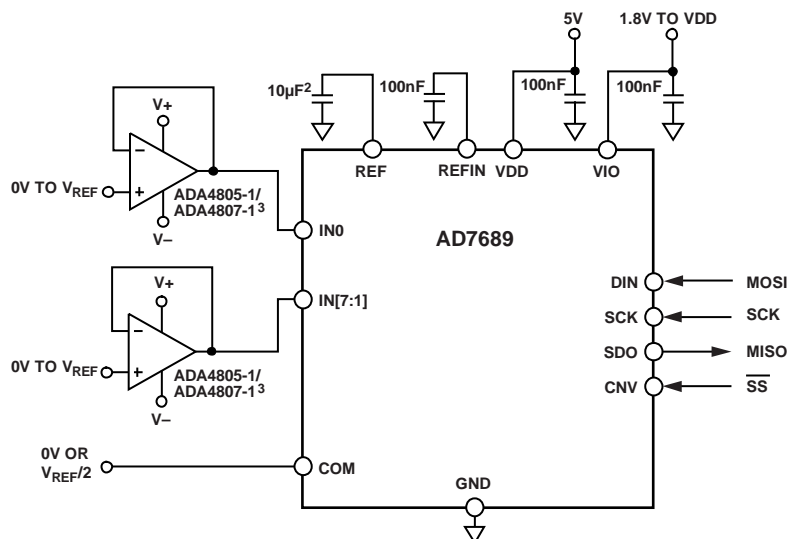 5V
1.8V TO VDD
10µF²
100nF
100nF
100nF
REF
REFIN
VDD
VIO
V+
–
+
0V TO VREF
ADA4805-1/
ADA4807-1³
V–
IN0
AD7689
V+
–
+
0V TO VREF
ADA4805-1/
ADA4807-1³
V–
IN[7:1]
DIN
MOSI
SCK
SCK
SDO
MISO
CNV
SS
0V OR
VREF/2
COM
GND